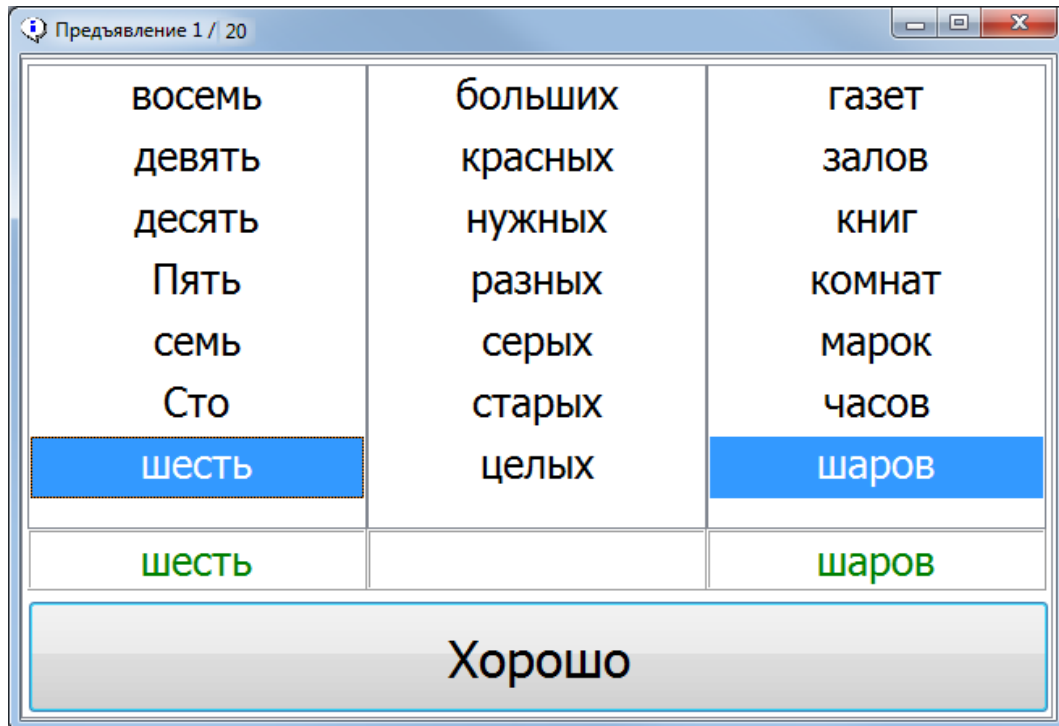 Предъявление 1 / 20
восемь больших газет
девять красных залов
десять нужных книг
Пять разных комнат
семь серых марок
Сто старых часов
шесть целых шаров
шесть шаров
Хорошо